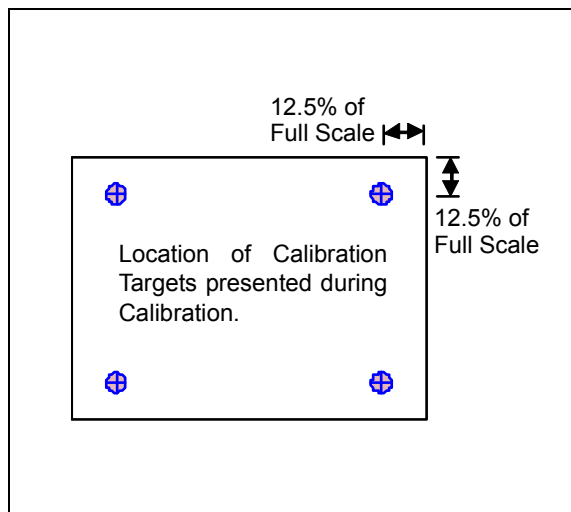 12.5% of
Full Scale
12.5% of
Full Scale
Location of Calibration
Targets presented during
Calibration.